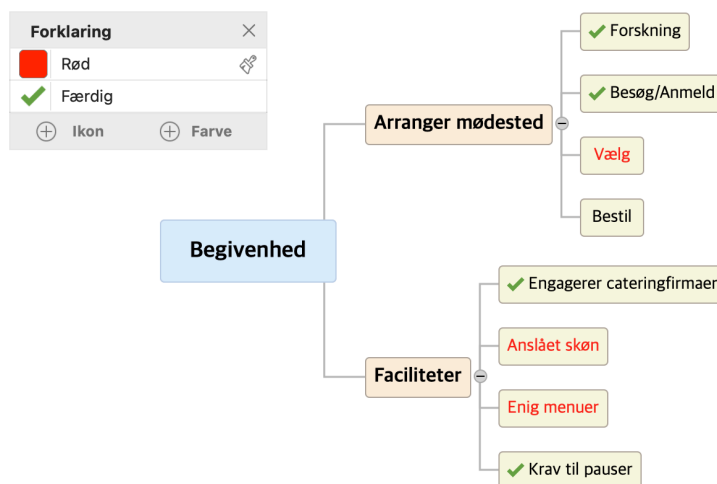 Forklaring
Rød
Færdig
Ikon Farve
Begivenhed
Arranger mødested
Forskning
Besøg/Anmeld
Vælg
Bestil
Faciliteter
Engagerer cateringfirmaer
Anslået skøn
Enig menuer
Krav til pauser